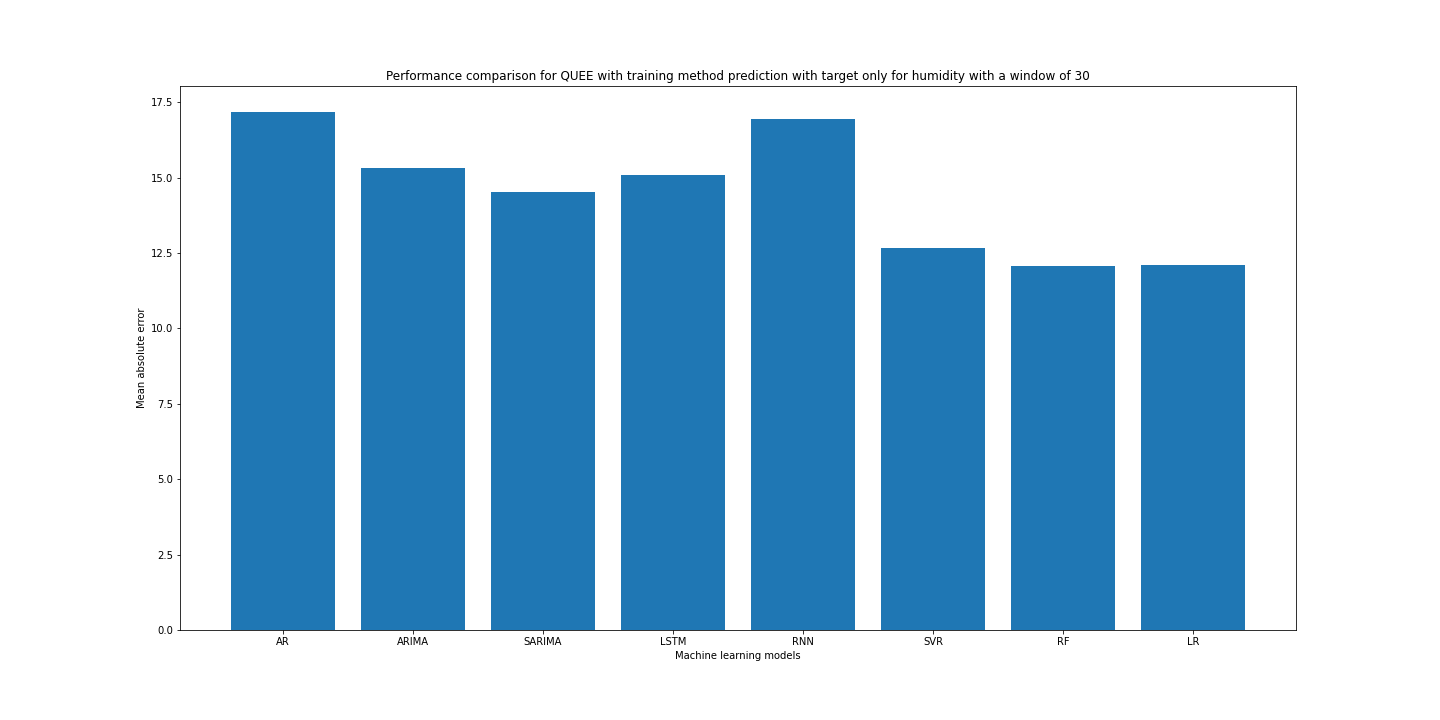 Performance comparison for QUEE with training method prediction with target only for humidity with a window of 30
17.5
15.0
12.5
10.0
7.5
5.0
2.5
0.0
Mean absolute error
AR ARIMA SARIMA LSTM RNN SVR RF LR
Machine learning models